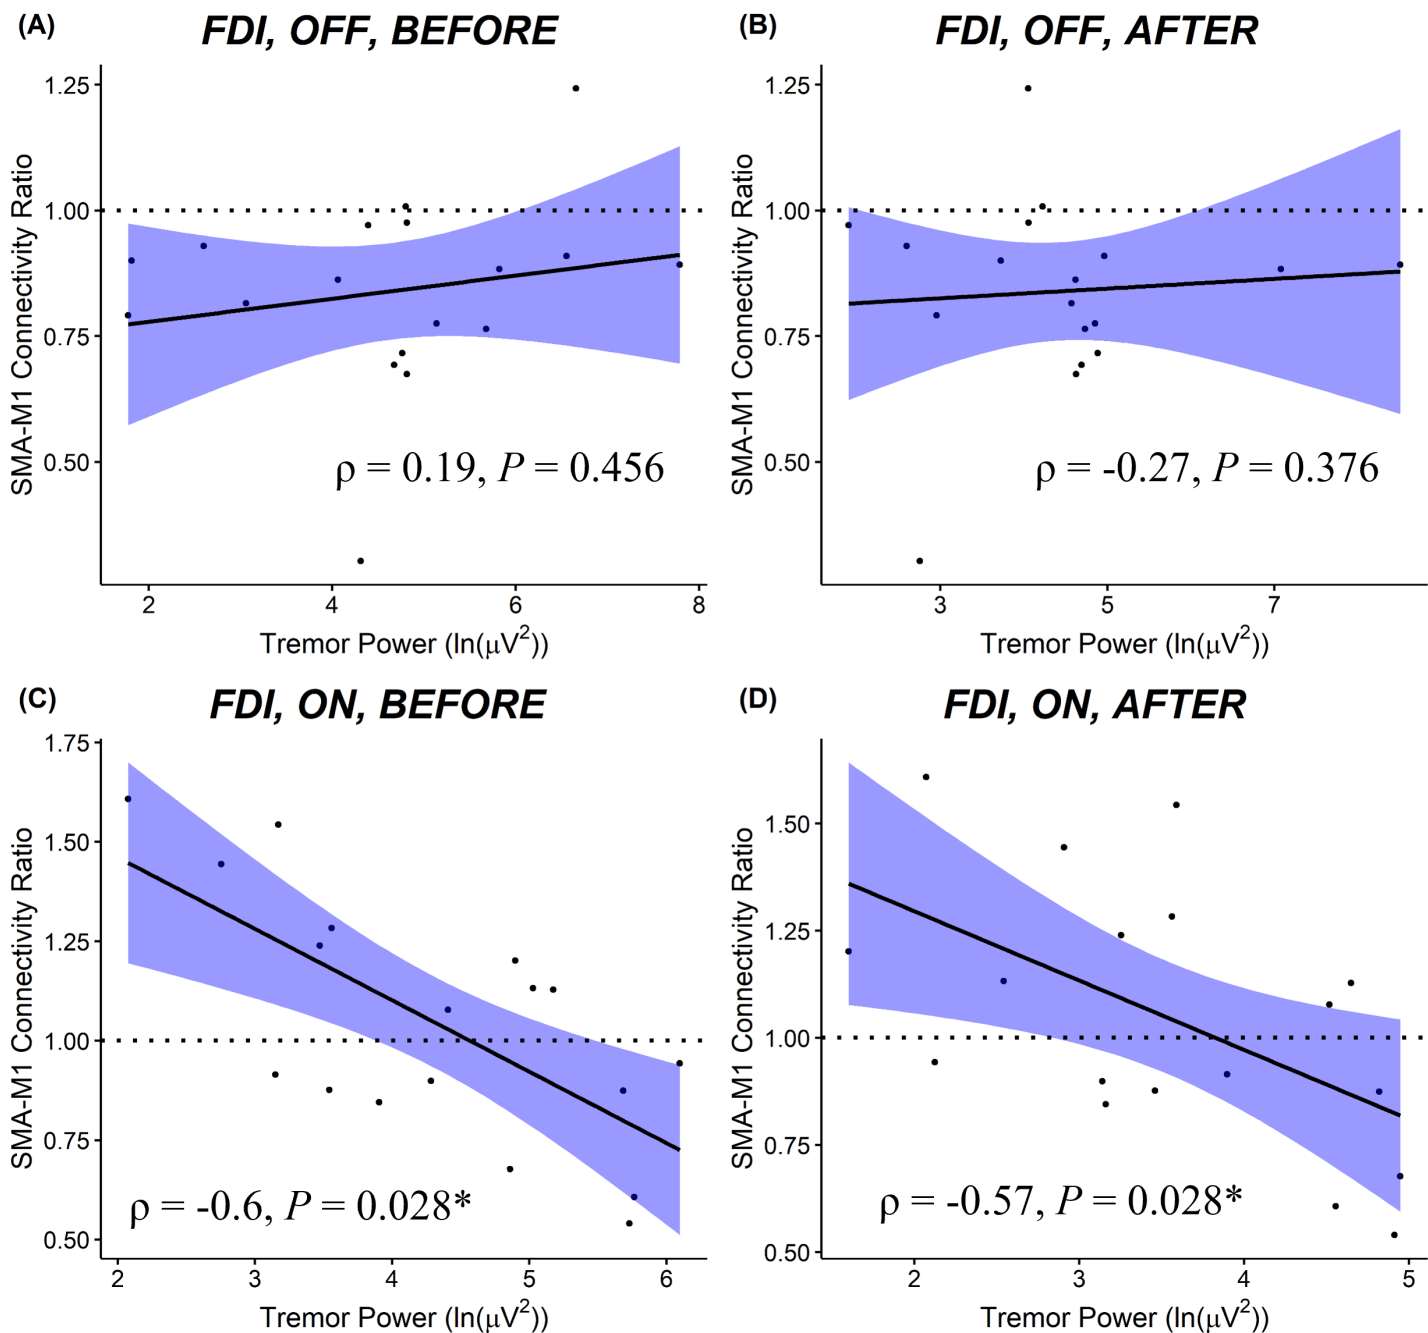 (A) FDI, OFF, BEFORE
1.25
1.00
0.75
0.50
SMA-M1 Connectivity Ratio
ρ = 0.19, P = 0.456
2 4 6 8
Tremor Power (ln(μV²))
(B) FDI, OFF, AFTER
1.25
1.00
0.75
0.50
SMA-M1 Connectivity Ratio
ρ = -0.27, P = 0.376
3 5 7
Tremor Power (ln(μV²))
(C) FDI, ON, BEFORE
1.75
1.50
1.25
1.00
0.75
0.50
SMA-M1 Connectivity Ratio
ρ = -0.6, P = 0.028*
2 3 4 5 6
Tremor Power (ln(μV²))
(D) FDI, ON, AFTER
1.50
1.25
1.00
0.75
0.50
SMA-M1 Connectivity Ratio
ρ = -0.57, P = 0.028*
2 3 4 5
Tremor Power (ln(μV²))